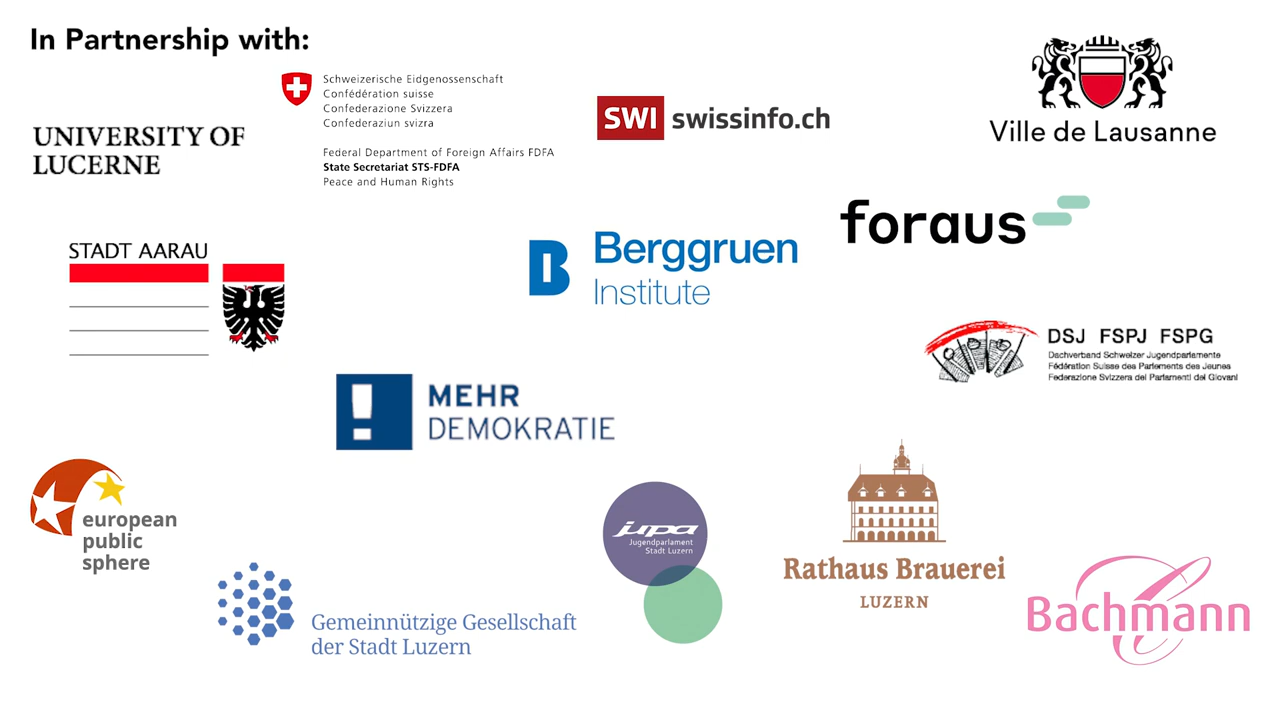 In Partnership with:
UNIVERSITY OF
LUCERNE
Schweizerische Eidgenossenschaft
Confédération suisse
Confederazione Svizzera
Confederaziun svizra
Federal Department of Foreign Affairs FDFA
State Secretariat STS-FDFA
Peace and Human Rights
SWI swissinfo.ch
Ville de Lausanne
STADT AARAU
B Berggruen
Institute
foraus
DSJ FSPJ FSPG
Dachverband Schweizer Jugendparlamente
Fédération Suisse des Parlements des Jeunes
Federazione Svizzera dei Parlamenti dei Giovani
MEHR
DEMOKRATIE
european
public
sphere
Gemeinnützige Gesellschaft
der Stadt Luzern
jupa
Jugendparlament
Stadt Luzern
Rathaus Brauerei
LUZERN
Bachmann